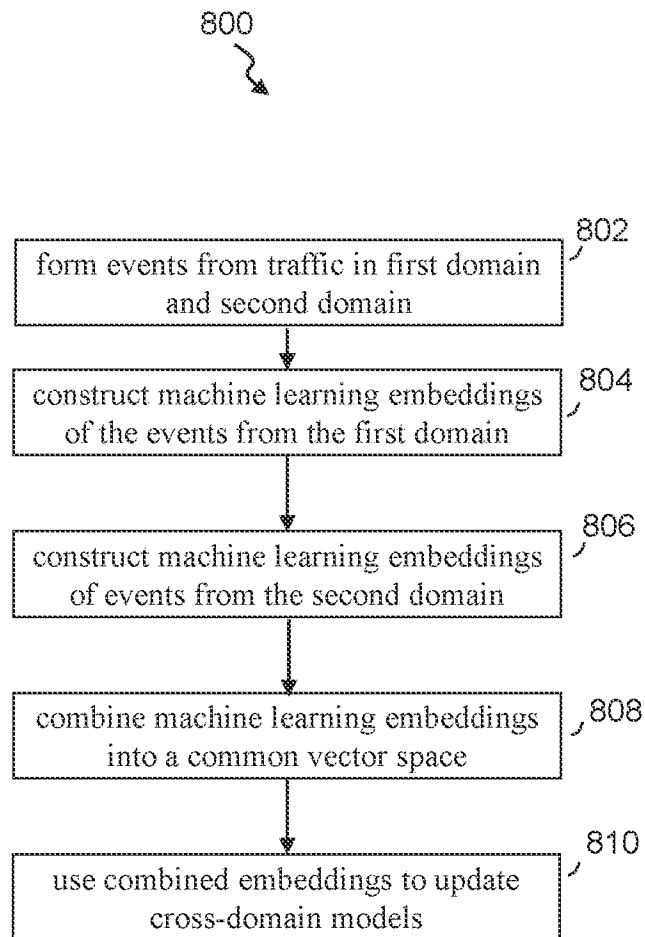 800
802
form events from traffic in first domain
and second domain
804
construct machine learning embeddings
of the events from the first domain
806
construct machine learning embeddings
of events from the second domain
808
combine machine learning embeddings
into a common vector space
810
use combined embeddings to update
cross-domain models